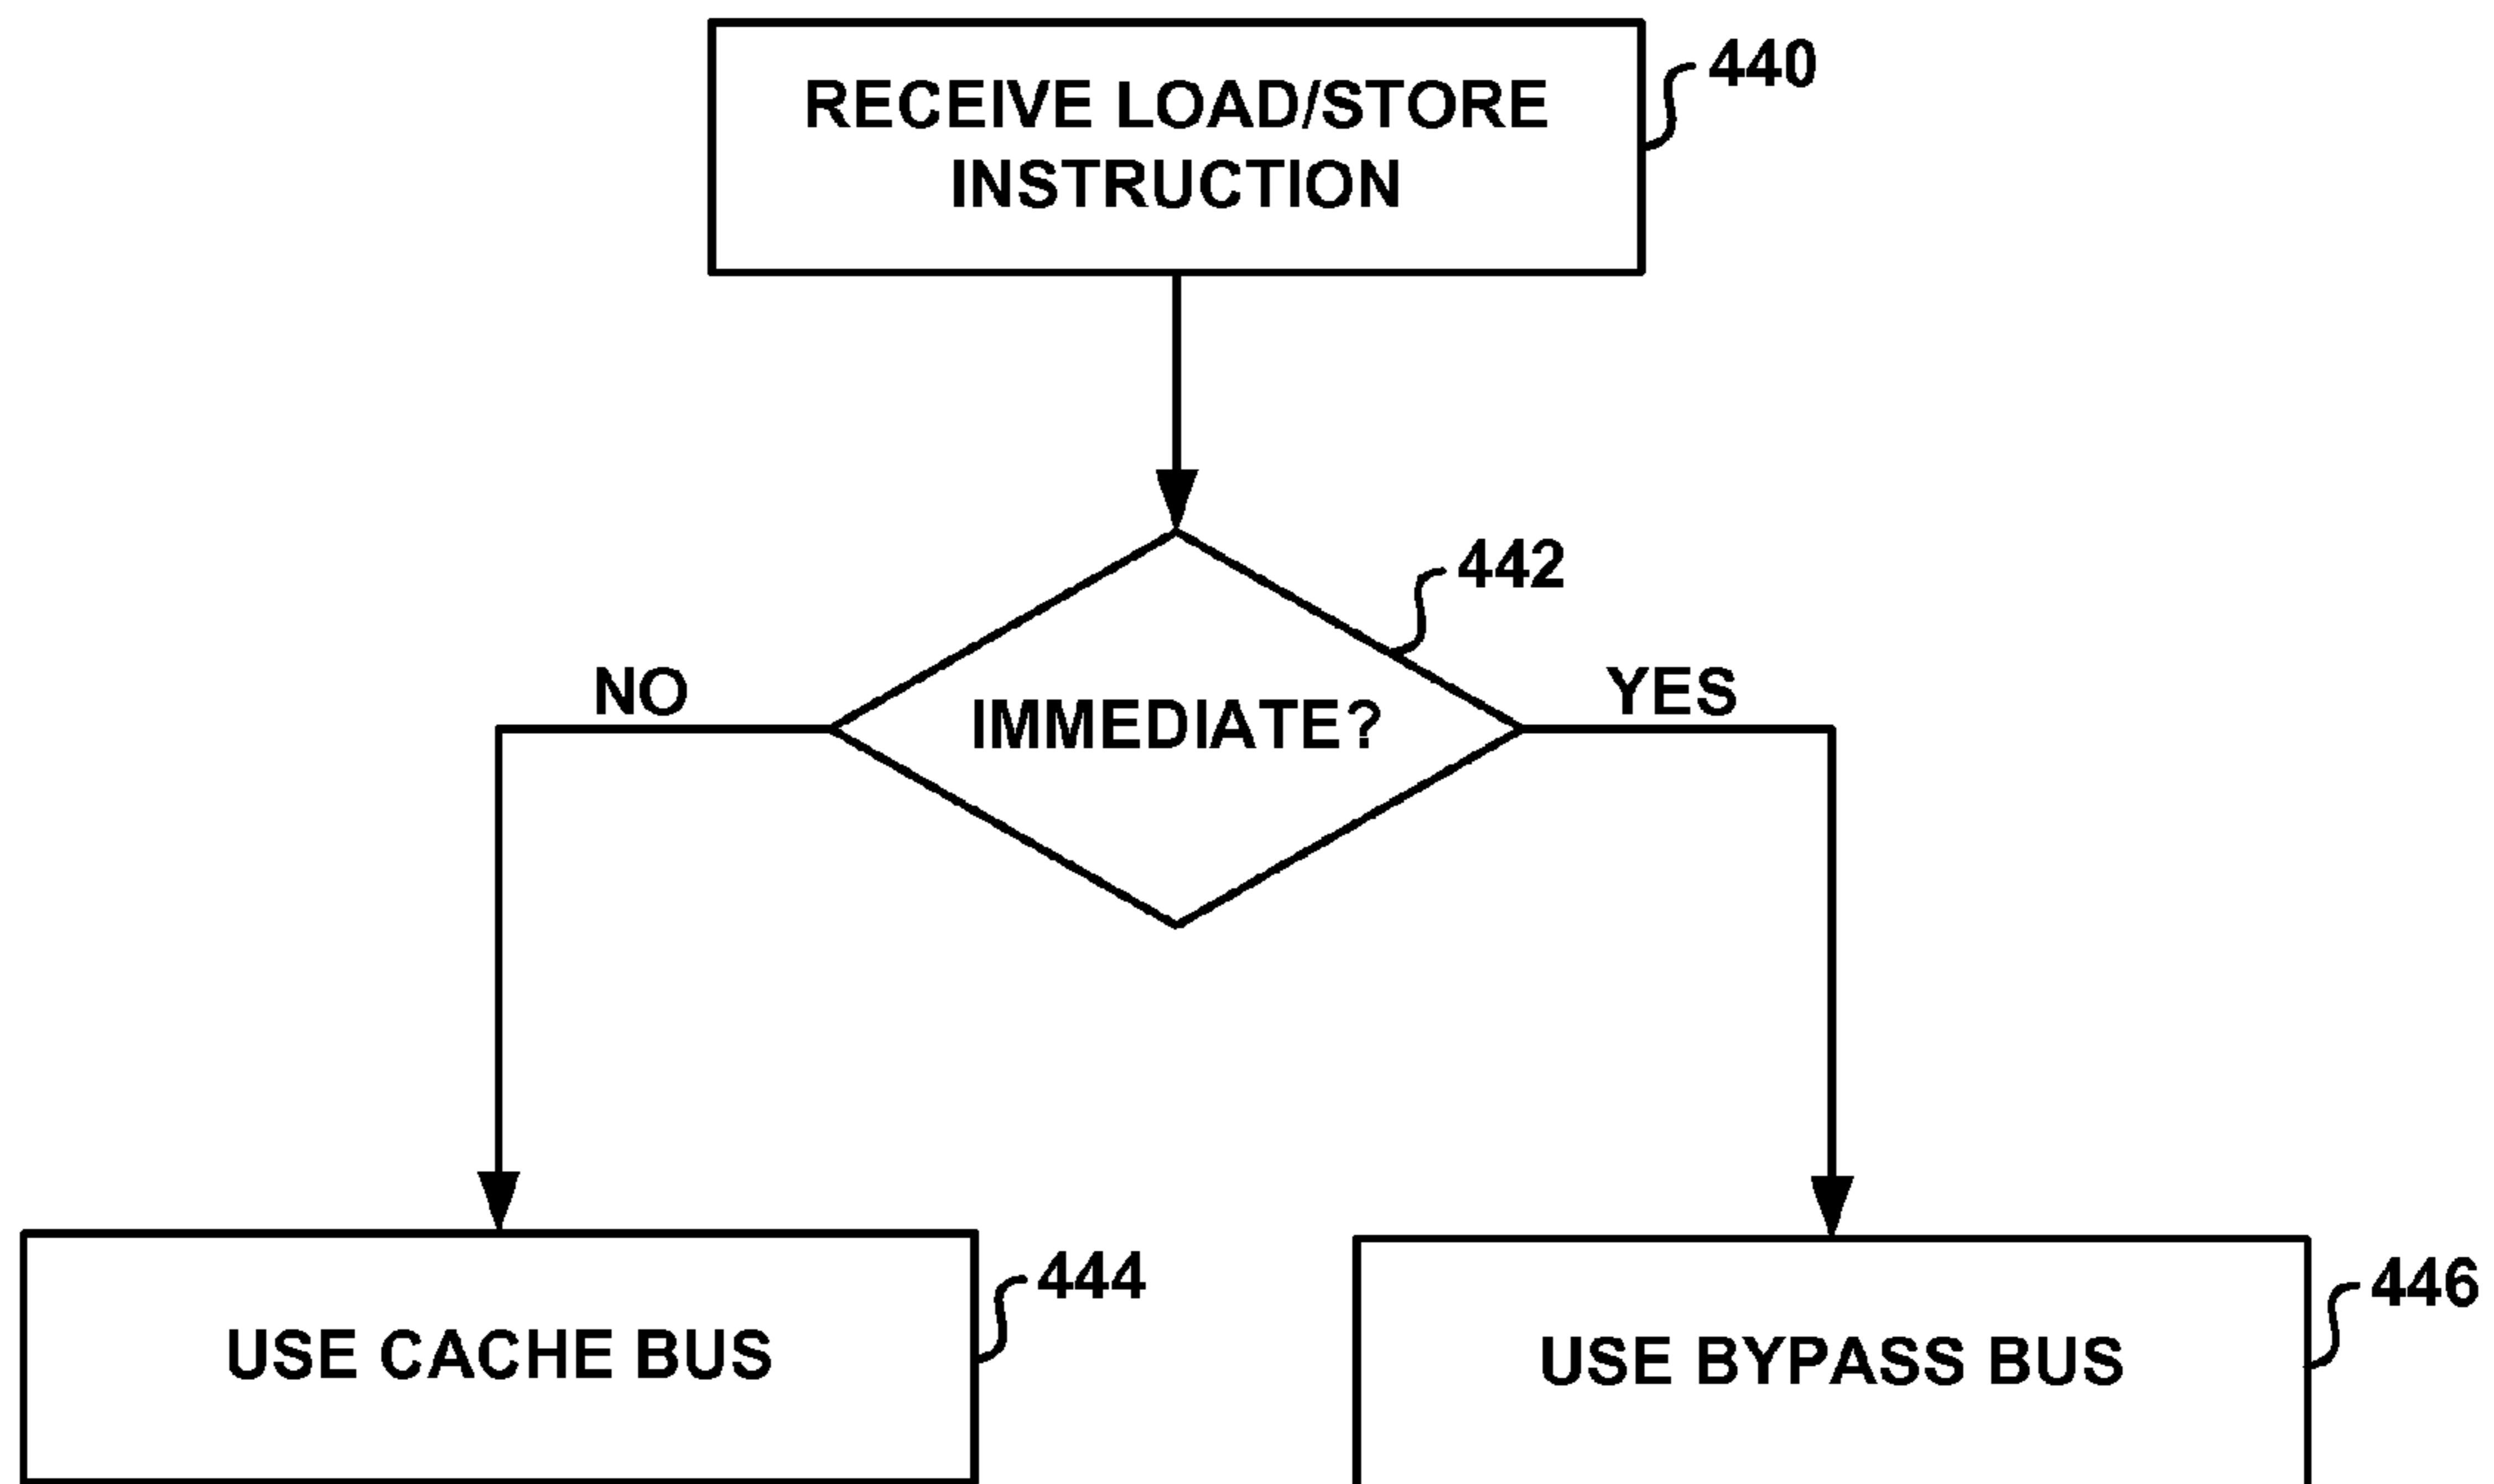 RECEIVE LOAD/STORE
INSTRUCTION
440
442
NO
IMMEDIATE?
YES
444
USE CACHE BUS
446
USE BYPASS BUS